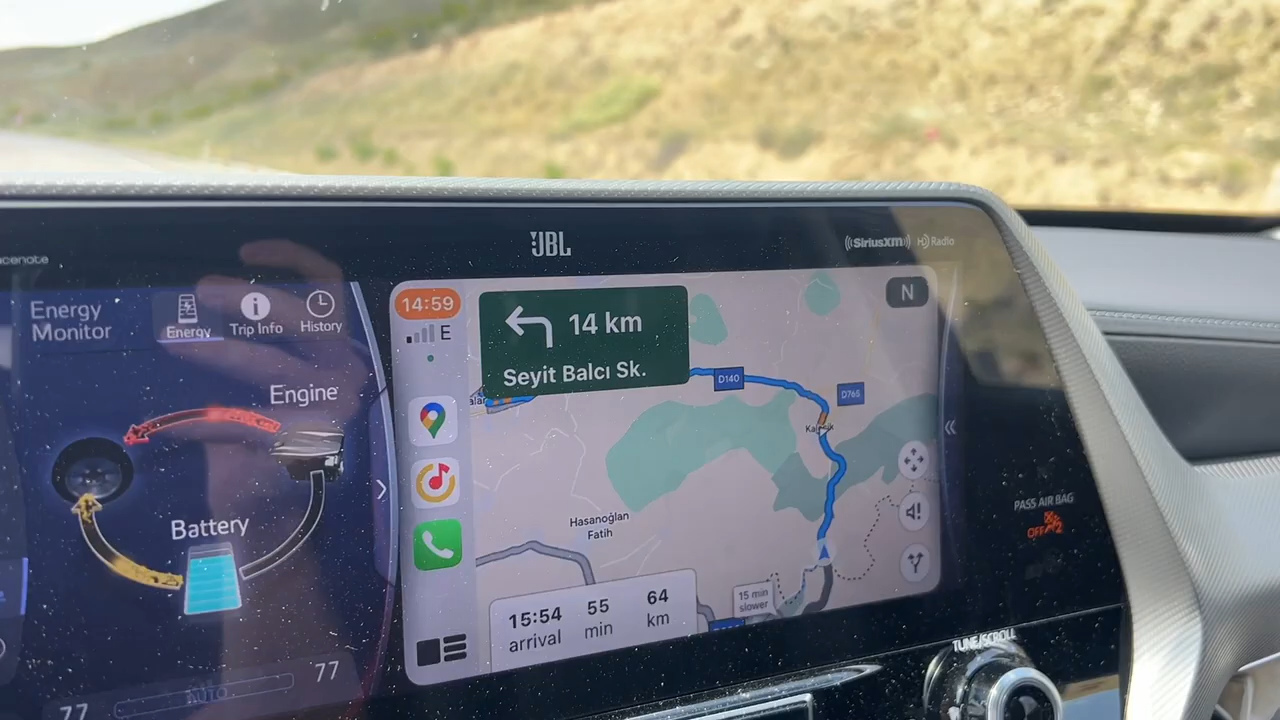 JBL
SiriusXM
HD Radio
Energy
Monitor
Energy
Trip Info
History
Engine
Battery
77
AUTO
77
14:59
E
14 km
Seyit Balcı Sk.
N
D140
D765
Hasanoğlan
Fatih
15 min
slower
15:54
arrival
55
min
64
km
PASS AIR BAG
OFF
TUNE/SCROLL